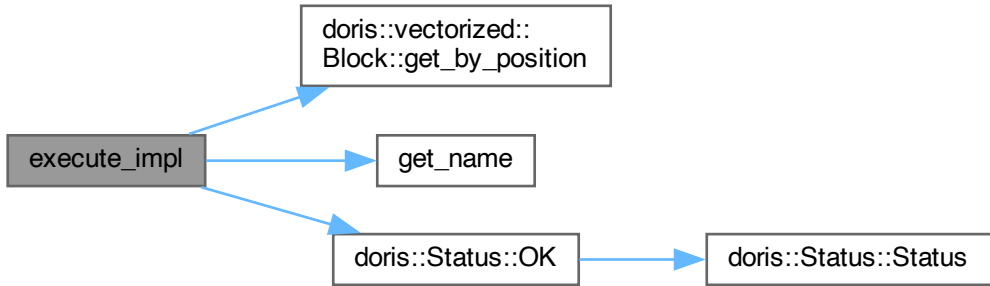 doris::vectorized::
Block::get_by_position
execute_impl
get_name
doris::Status::OK
doris::Status::Status